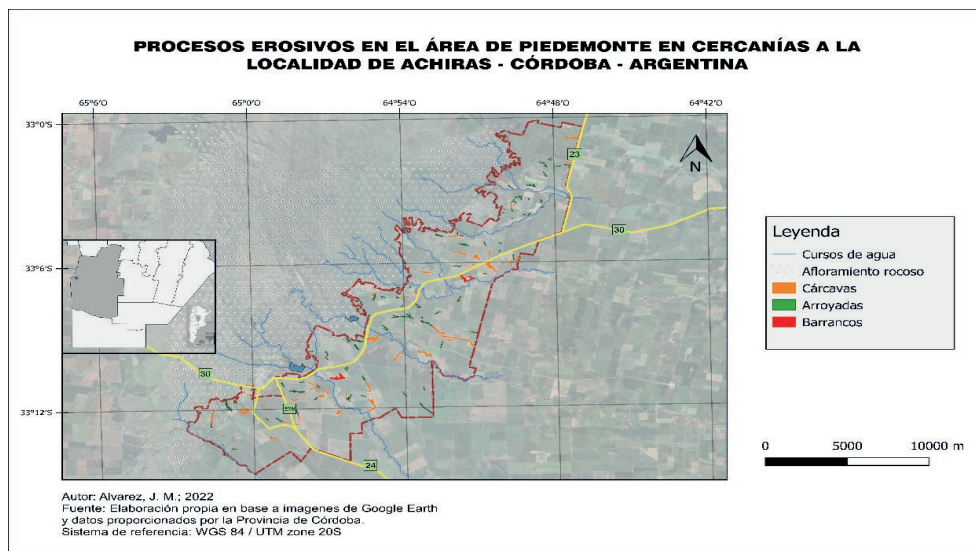 PROCESOS EROSIVOS EN EL ÁREA DE PIEDEMONTE EN CERCANÍAS A LA
LOCALIDAD DE ACHIRAS - CÓRDOBA - ARGENTINA
65°6'O 65°0'O 64°54'O 64°48'O 64°42'O
33°0'S
23
N
30
33°6'S
30
33°12'S
24
Leyenda
Cursos de agua
Afloramiento rocoso
Cárcavas
Arroyadas
Barrancos
0 5000 10000 m
Autor: Alvarez, J. M.; 2022
Fuente: Elaboración propia en base a imagenes de Google Earth
y datos proporcionados por la Provincia de Córdoba.
Sistema de referencia: WGS 84 / UTM zone 20S